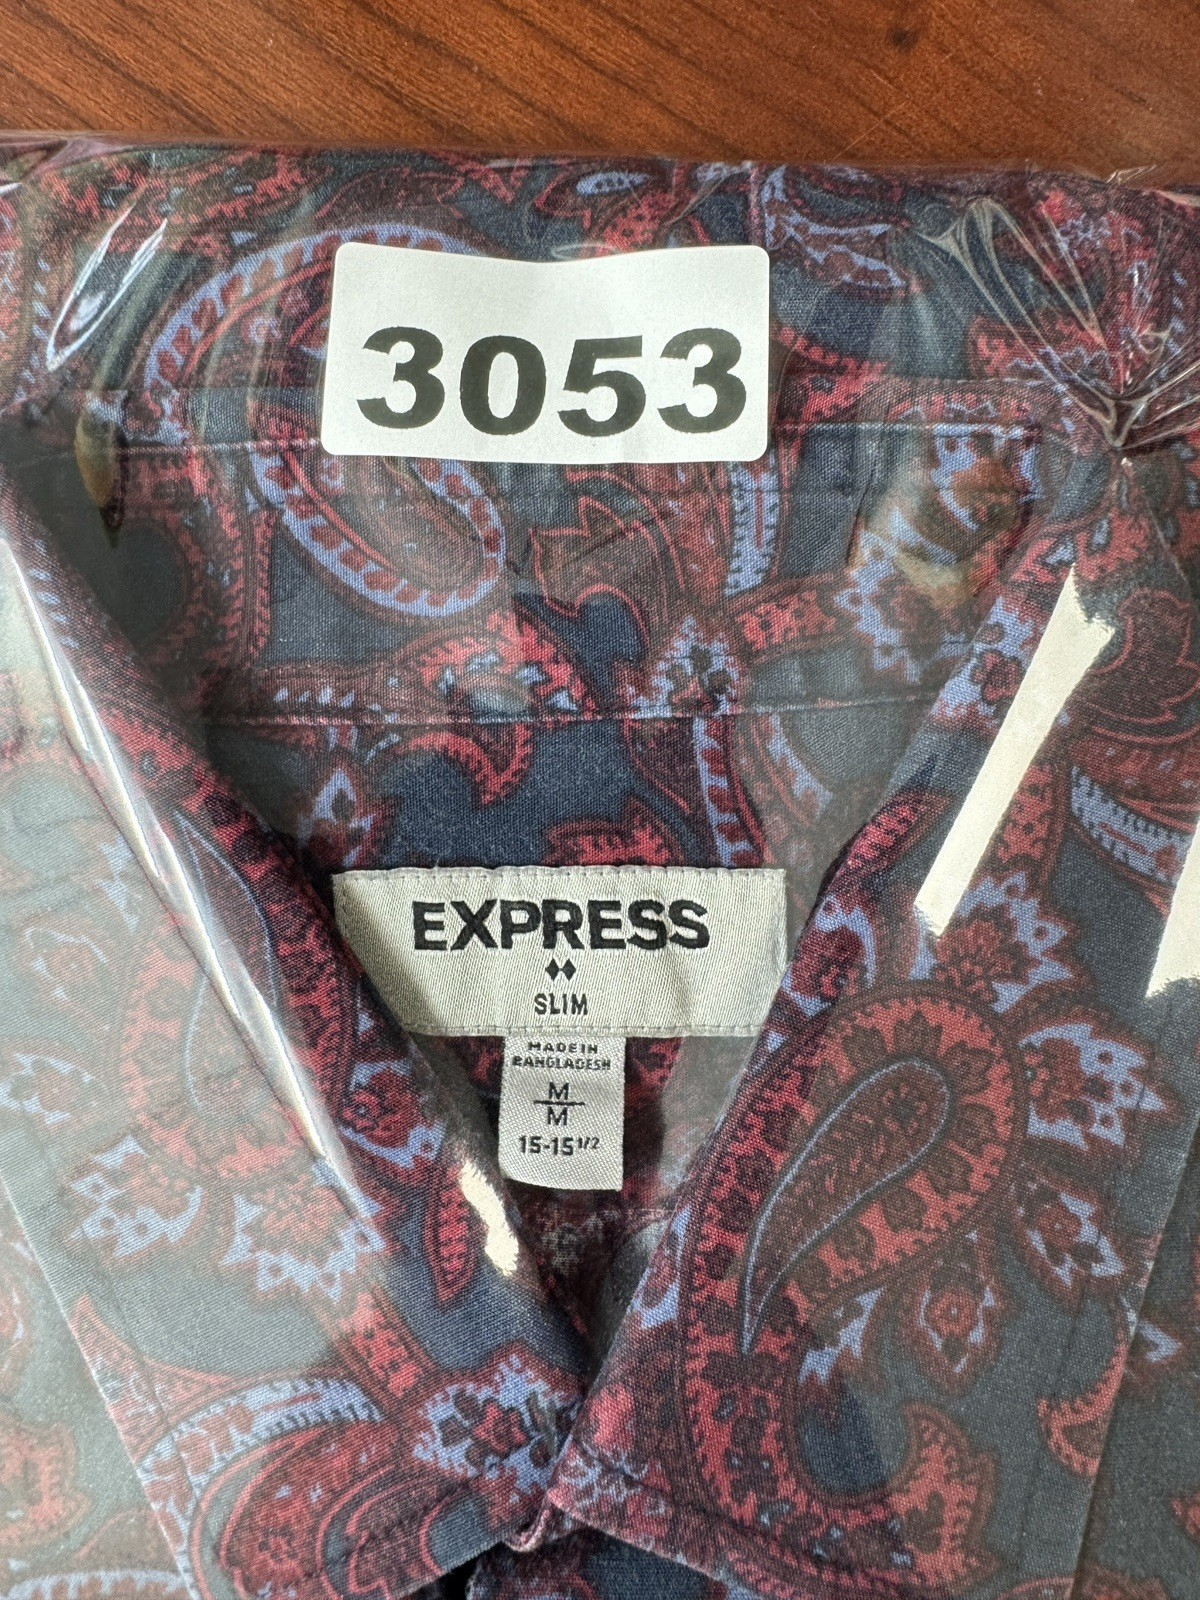 3053
EXPRESS
SLIM
MADE IN
BANGLADESH
M
M
15-15 1/2